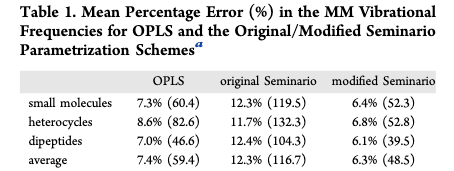 Table 1. Mean Percentage Error (%) in the MM Vibrational
Frequencies for OPLS and the Original/Modified Seminario
Parametrization Schemesᵃ
OPLS original Seminario modified Seminario
small molecules 7.3% (60.4) 12.3% (119.5) 6.4% (52.3)
heterocycles 8.6% (82.6) 11.7% (132.3) 6.8% (52.8)
dipeptides 7.0% (46.6) 12.4% (104.3) 6.1% (39.5)
average 7.4% (59.4) 12.3% (116.7) 6.3% (48.5)